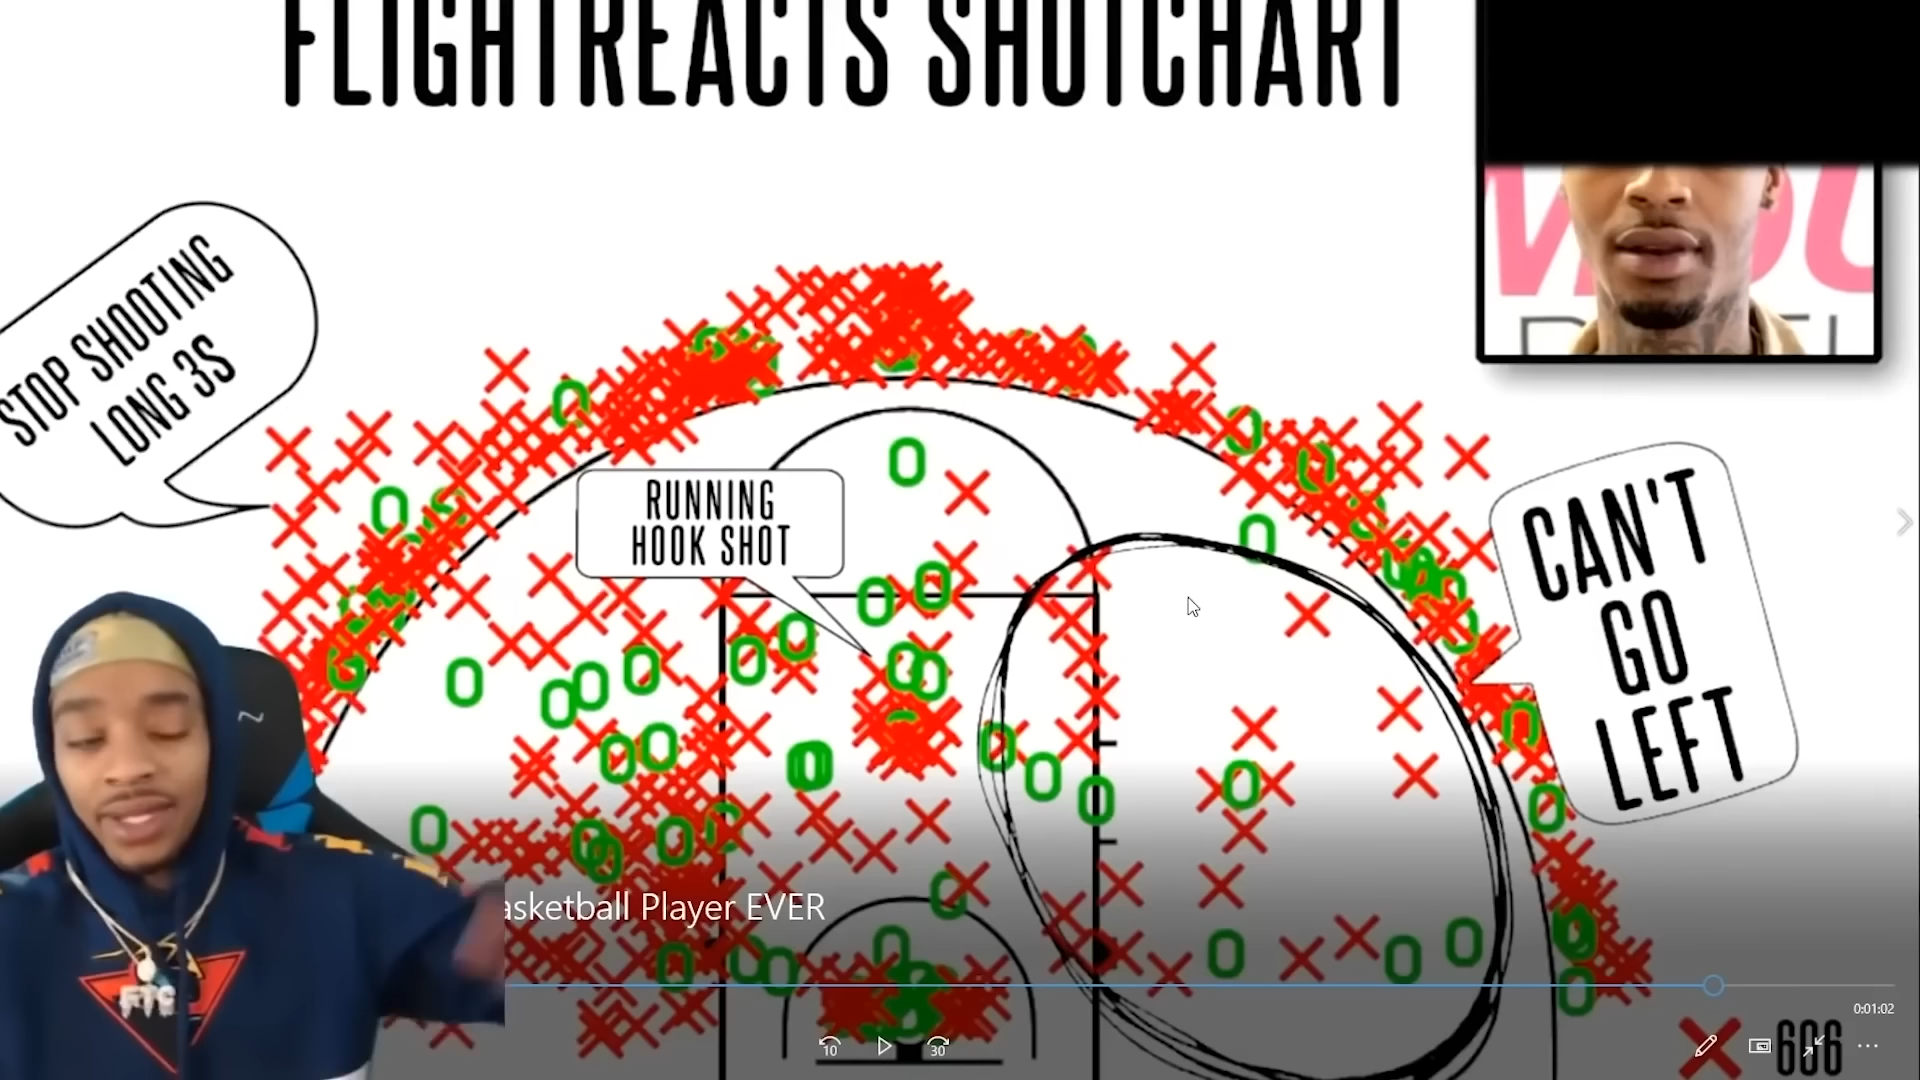 FLIGHTREACTS SHOTCHART
STOP SHOOTING
LONG 3S
RUNNING
HOOK SHOT
CAN'T
GO
LEFT
asketball Player EVER
FTC
0:01:02
10
30
606